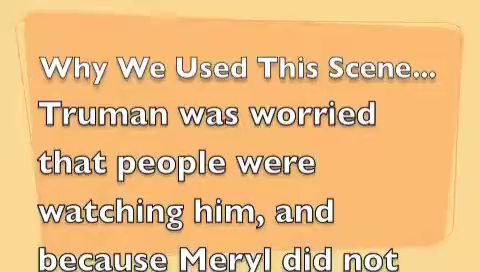 Why We Used This Scene...
Truman was worried
that people were
watching him, and
because Meryl did not